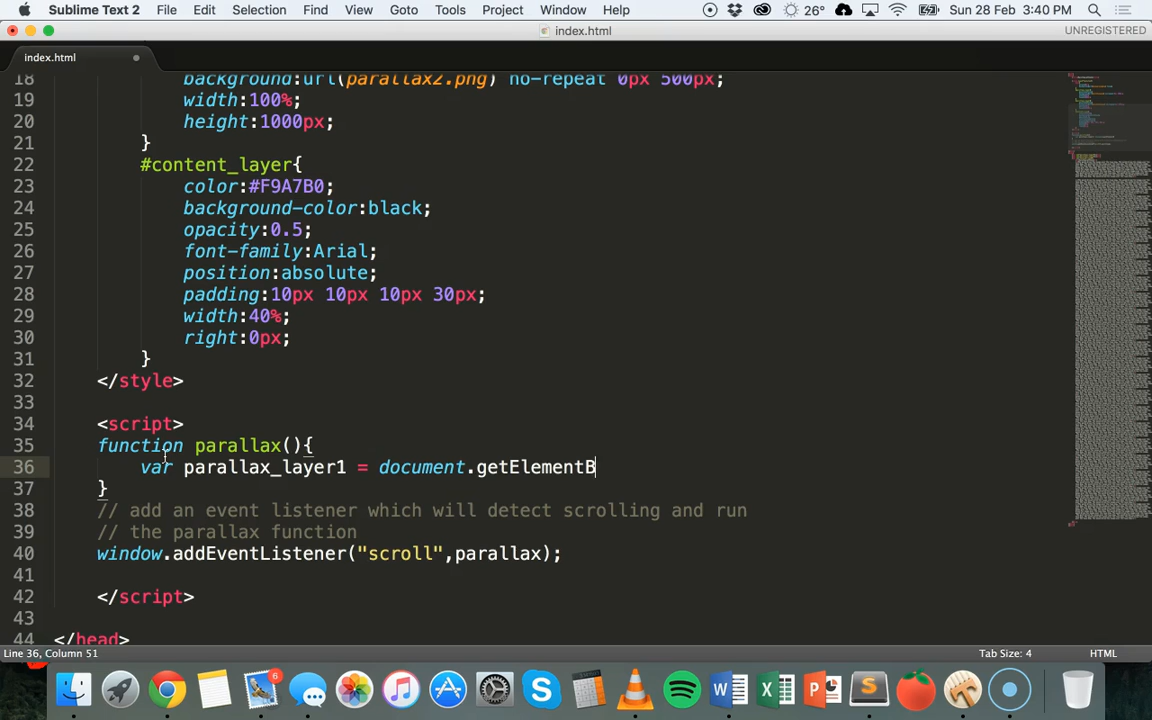 Sublime Text 2 File Edit Selection Find View Goto Tools Project Window Help 26° Sun 28 Feb 3:40 PM
index.html
UNREGISTERED
index.html
18 background:url(parallax2.png) no-repeat 0px 500px;
19 width:100%;
20 height:1000px;
21 }
22 #content_layer{
23 color:#F9A7B0;
24 background-color:black;
25 opacity:0.5;
26 font-family:Arial;
27 position:absolute;
28 padding:10px 10px 10px 30px;
29 width:40%;
30 right:0px;
31 }
32 </style>
33
34 <script>
35 function parallax(){
36 var parallax_layer1 = document.getElementB
37 }
38 // add an event listener which will detect scrolling and run
39 // the parallax function
40 window.addEventListener("scroll",parallax);
41
42 </script>
43
44 </head>
Line 36, Column 51 Tab Size: 4 HTML
6